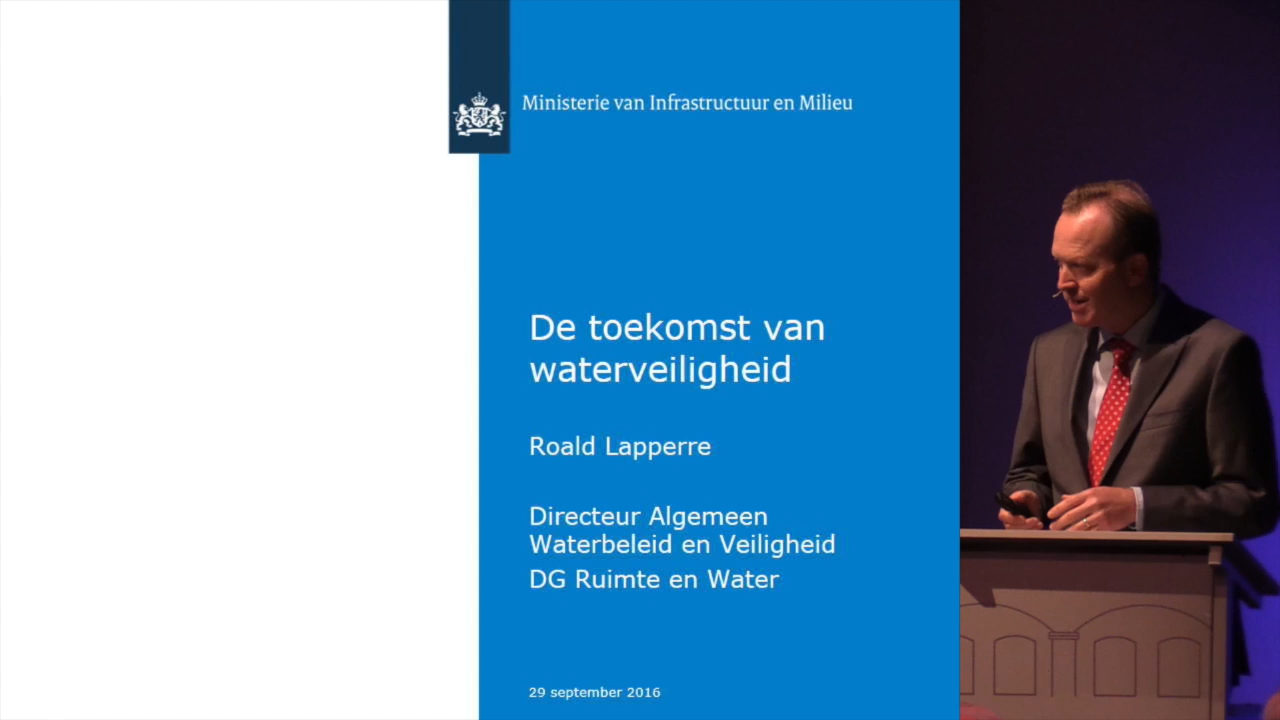 Ministerie van Infrastructuur en Milieu
De toekomst van
waterveiligheid
Roald Lapperre
Directeur Algemeen
Waterbeleid en Veiligheid
DG Ruimte en Water
29 september 2016